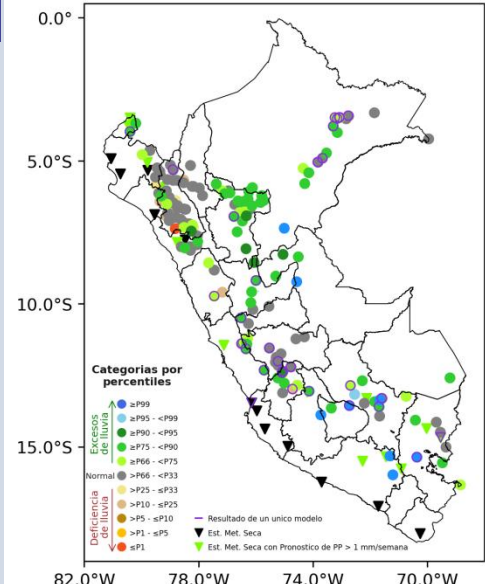 0.0°
5.0°S
10.0°S
15.0°S
82.0°W
78.0°W
74.0°W
70.0°W
Categorias por
percentiles
Excesos
de lluvia
≥P99
≥P95 - <P99
≥P90 - <P95
≥P75 - <P90
≥P66 - <P75
Normal
>P66 - <P33
Deficiencia
de lluvia
>P25 - ≤P33
>P10 - ≤P25
>P5 - ≤P10
>P1 - ≤P5
≤P1
Resultado de un unico modelo
Est. Met. Seca
Est. Met. Seca con Pronostico de PP > 1 mm/semana